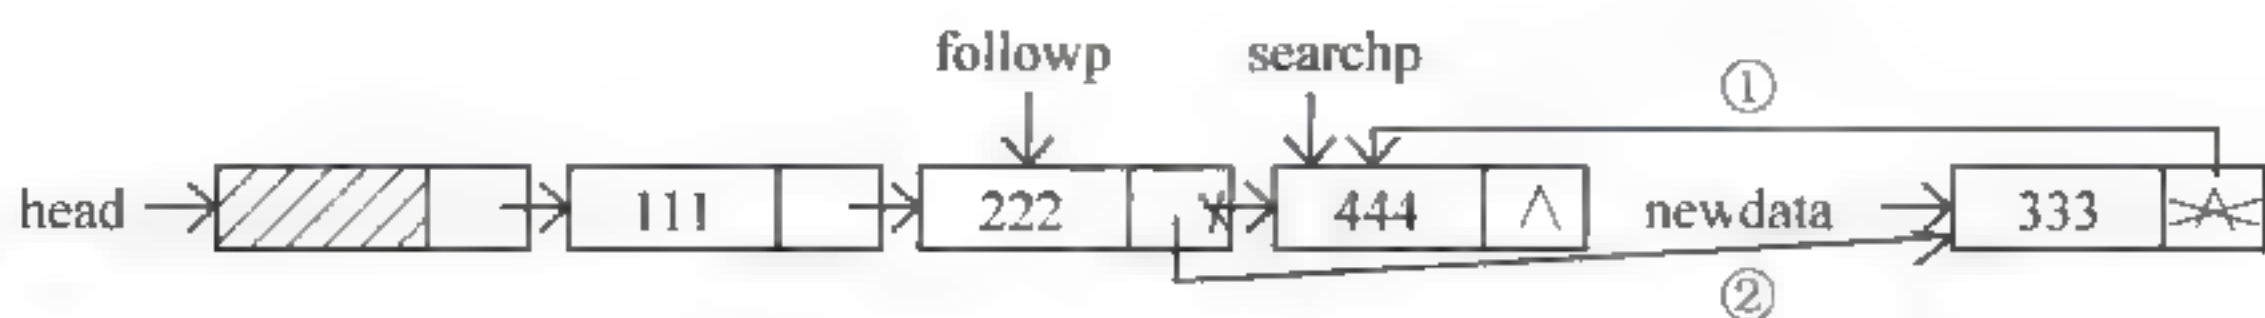 followp searchp ①
head 111 222 444 ∧ newdata 333 ∧
②